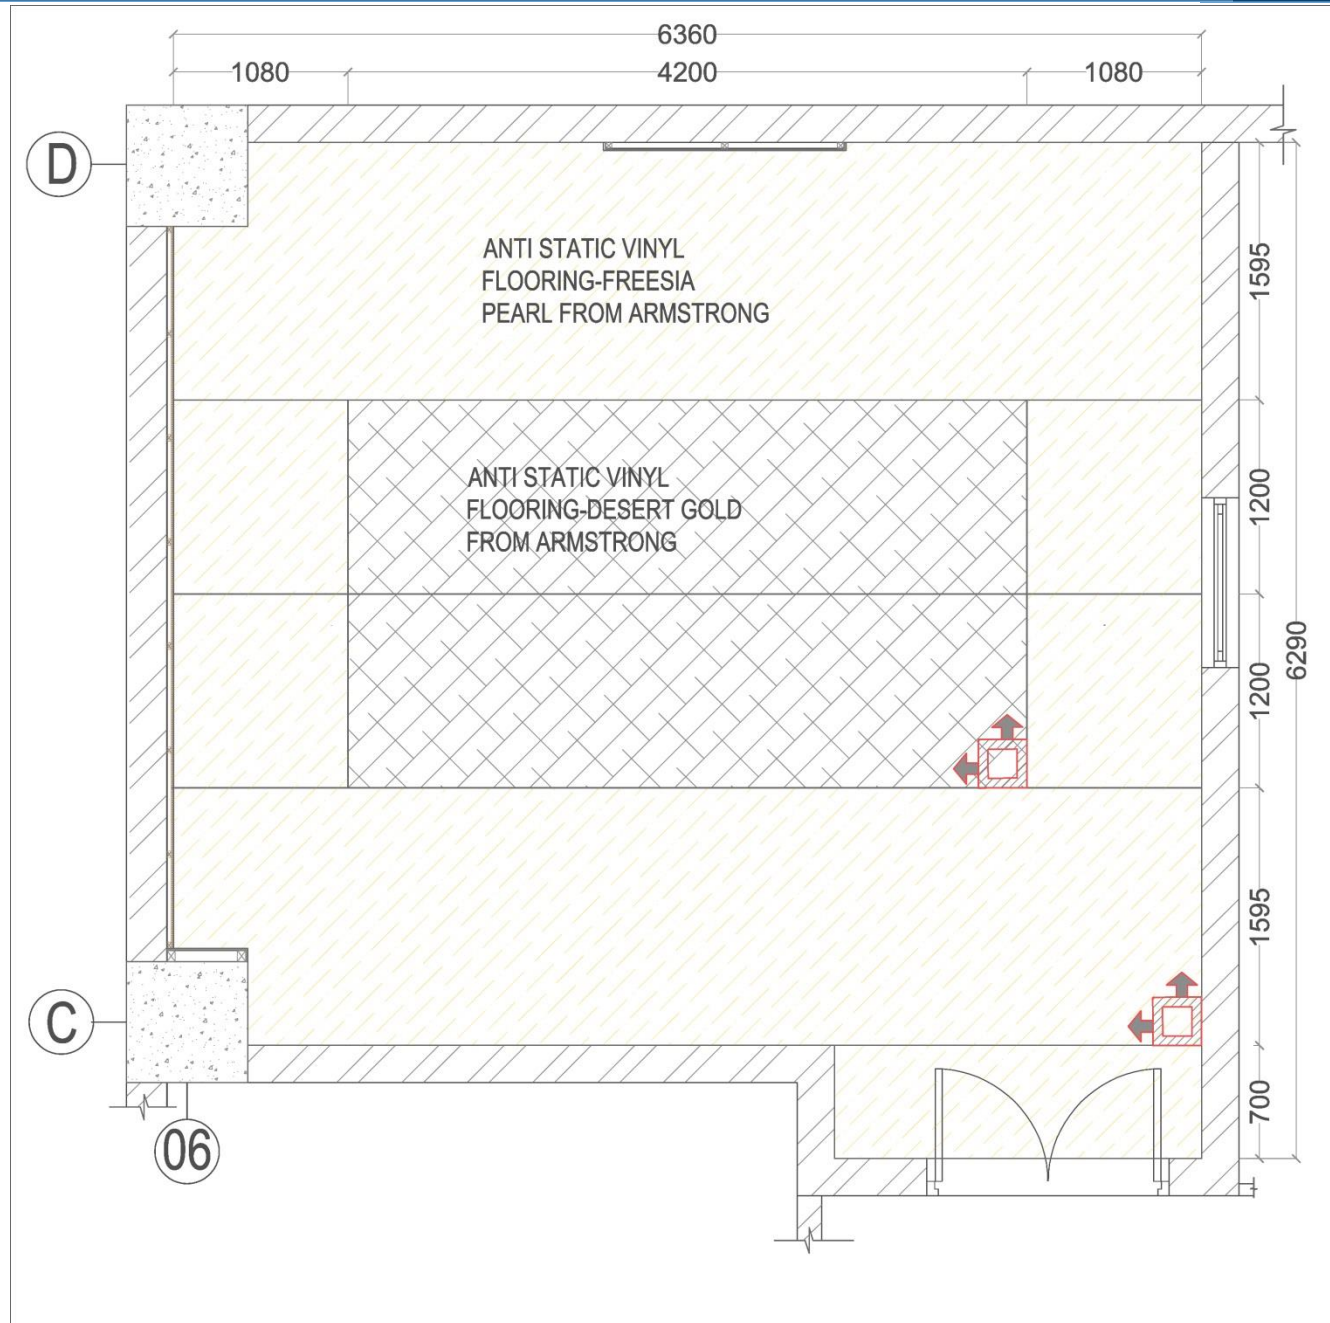 6360
1080
4200
1080
D
ANTI STATIC VINYL
FLOORING-FREESIA
PEARL FROM ARMSTRONG
1595
ANTI STATIC VINYL
FLOORING-DESERT GOLD
FROM ARMSTRONG
1200
1200
6290
1595
C
700
06